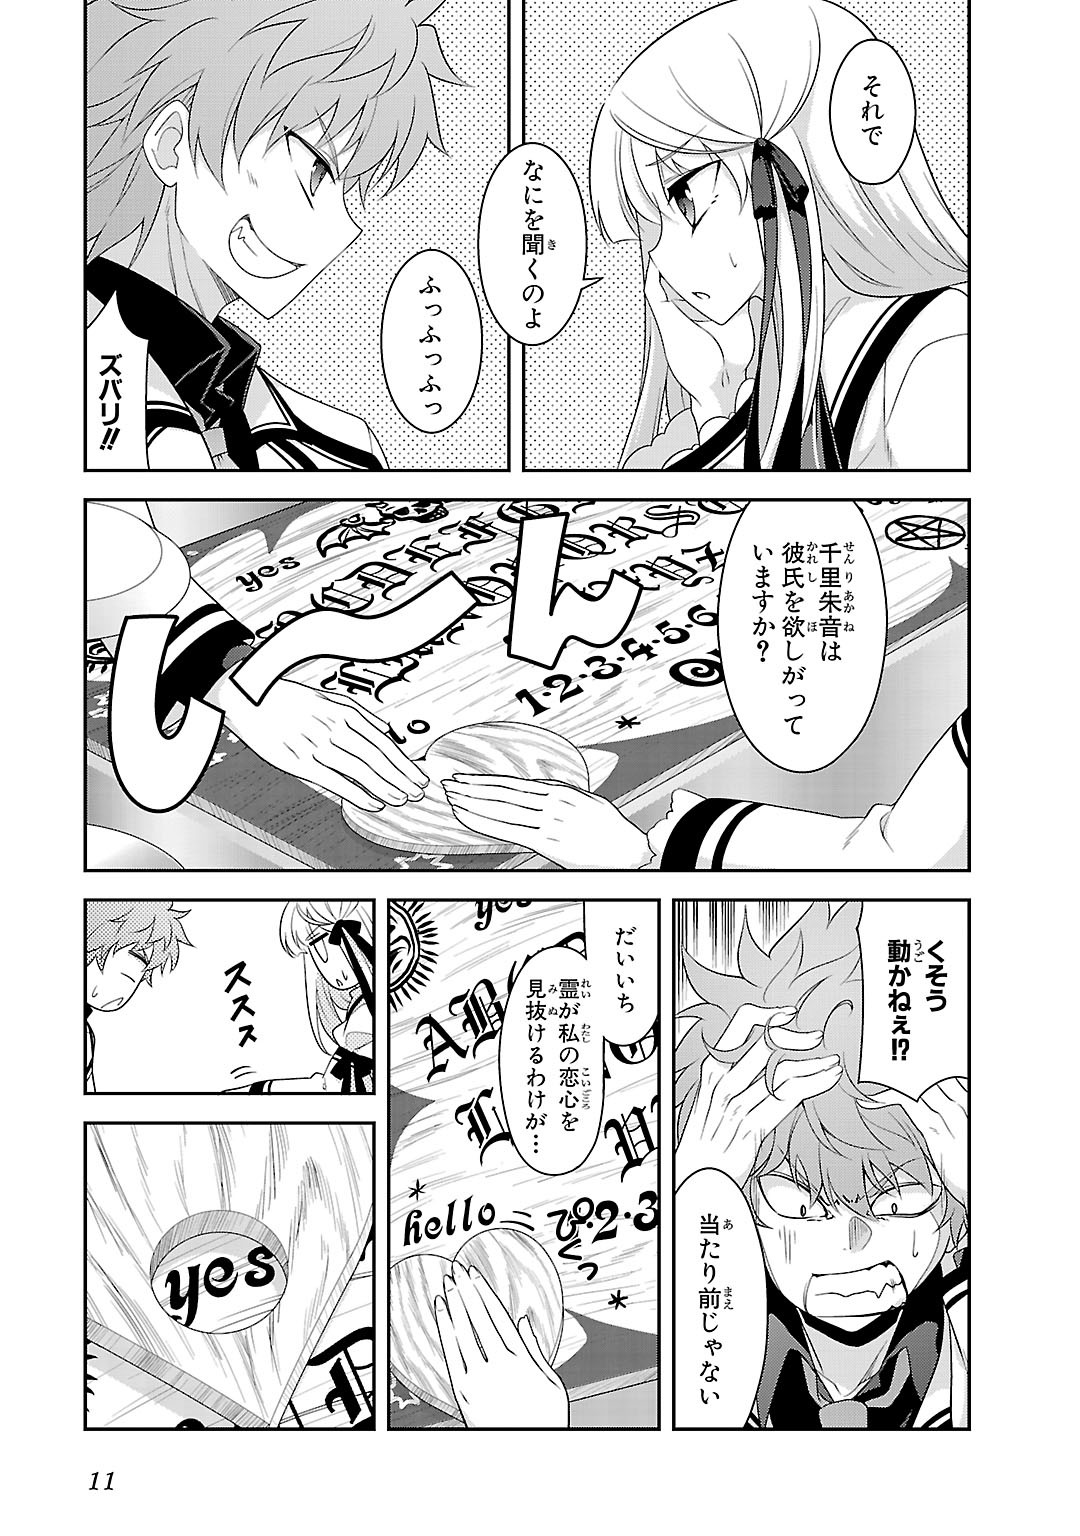 それで
なにを聞くのよ
ふっふっふっ
ズバリ!!
千里朱音は
彼氏を欲しがって
いますか?
しーん
yes
1・2・3・4・5・6
くそう
動かねぇ!?
当たり前じゃない
だいいち
霊が私の恋心を
見抜けるわけが…
yes
hello
・2・3
ぴくっ
ススス
yes
11